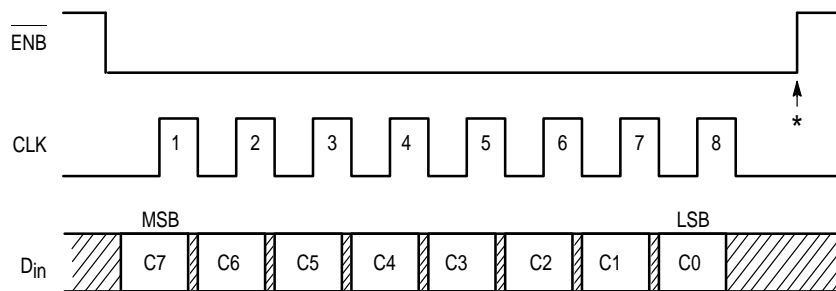 ENB
*
CLK 1 2 3 4 5 6 7 8
MSB LSB
Din C7 C6 C5 C4 C3 C2 C1 C0